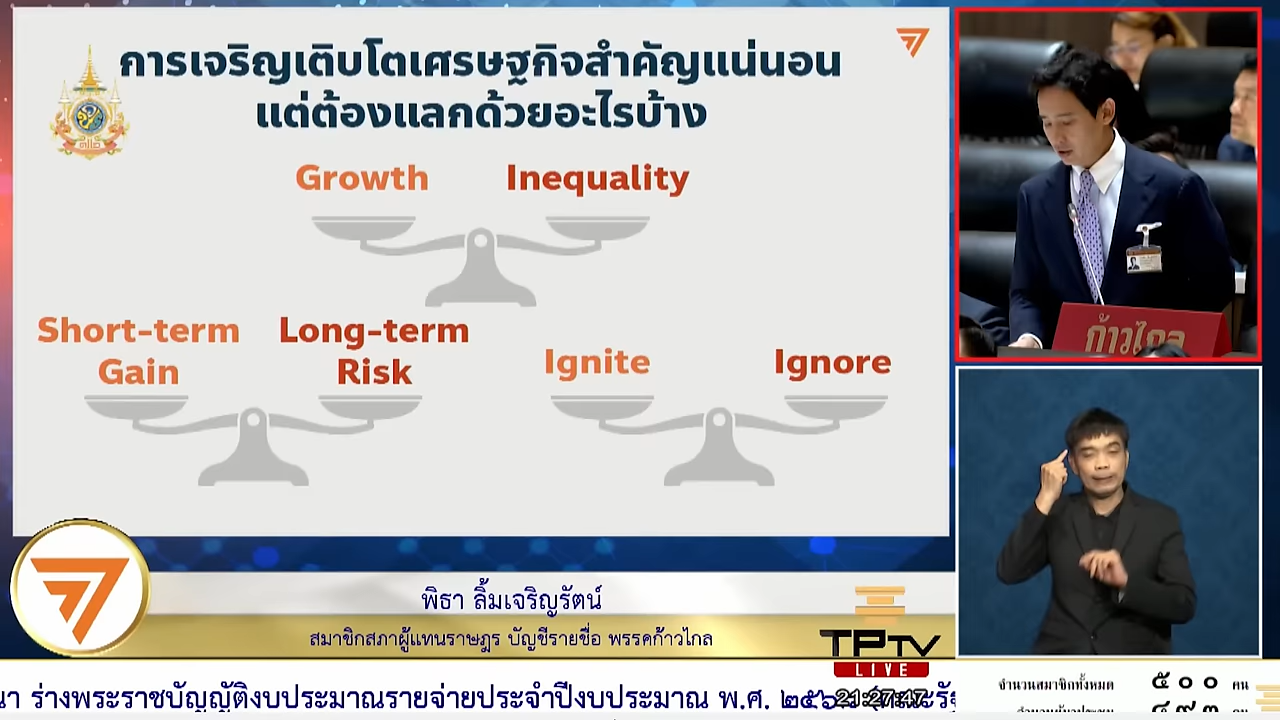 การเจริญเติบโตเศรษฐกิจสำคัญแน่นอน
แต่ต้องแลกด้วยอะไรบ้าง
Growth Inequality
Short-term Gain
Long-term Risk
Ignite Ignore
ก้าวไกล
พิธา ลิ้มเจริญรัตน์
สมาชิกสภาผู้แทนราษฎร บัญชีรายชื่อ พรรคก้าวไกล
TPTV
LIVE
ร่างพระราชบัญญัติงบประมาณรายจ่ายประจำปีงบประมาณ พ.ศ.
21:27:47
จำนวนสมาชิกทั้งหมด ๕๐๐ คน